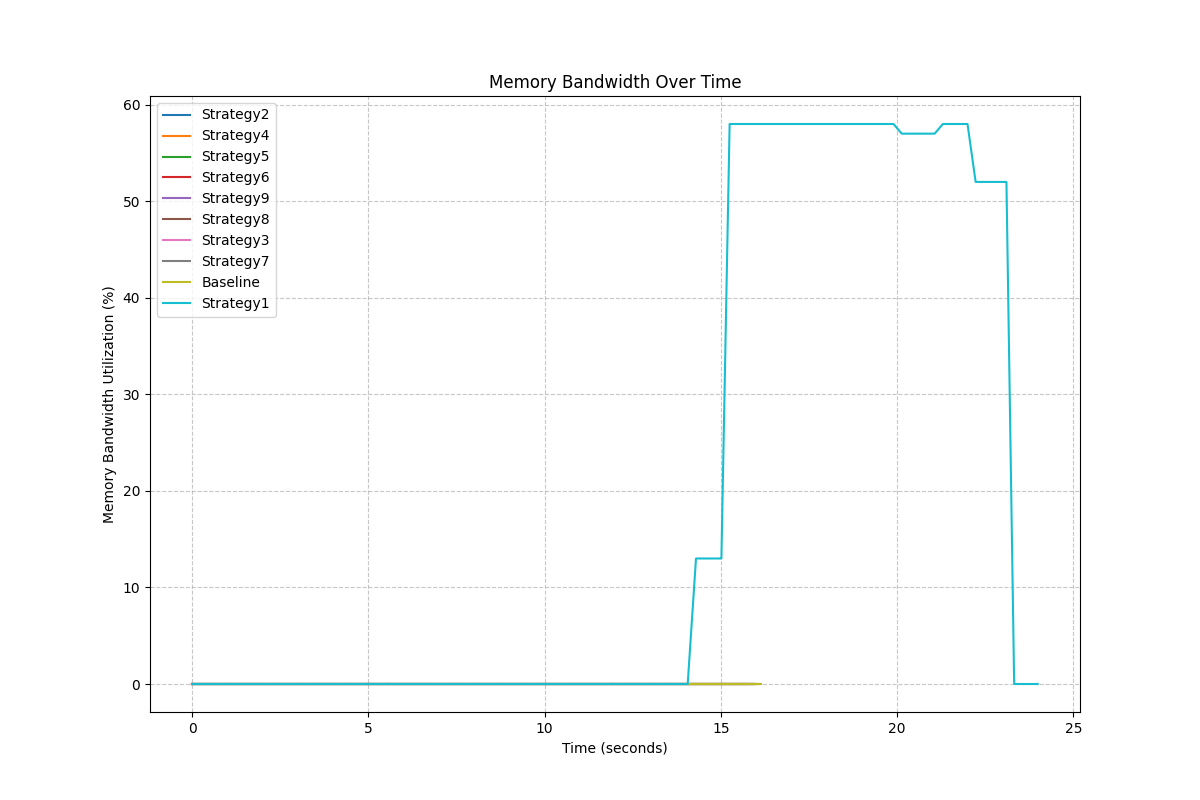 Memory Bandwidth Over Time
Strategy2
Strategy4
Strategy5
Strategy6
Strategy9
Strategy8
Strategy3
Strategy7
Baseline
Strategy1
60
50
40
30
20
10
0
Memory Bandwidth Utilization (%)
0 5 10 15 20 25
Time (seconds)